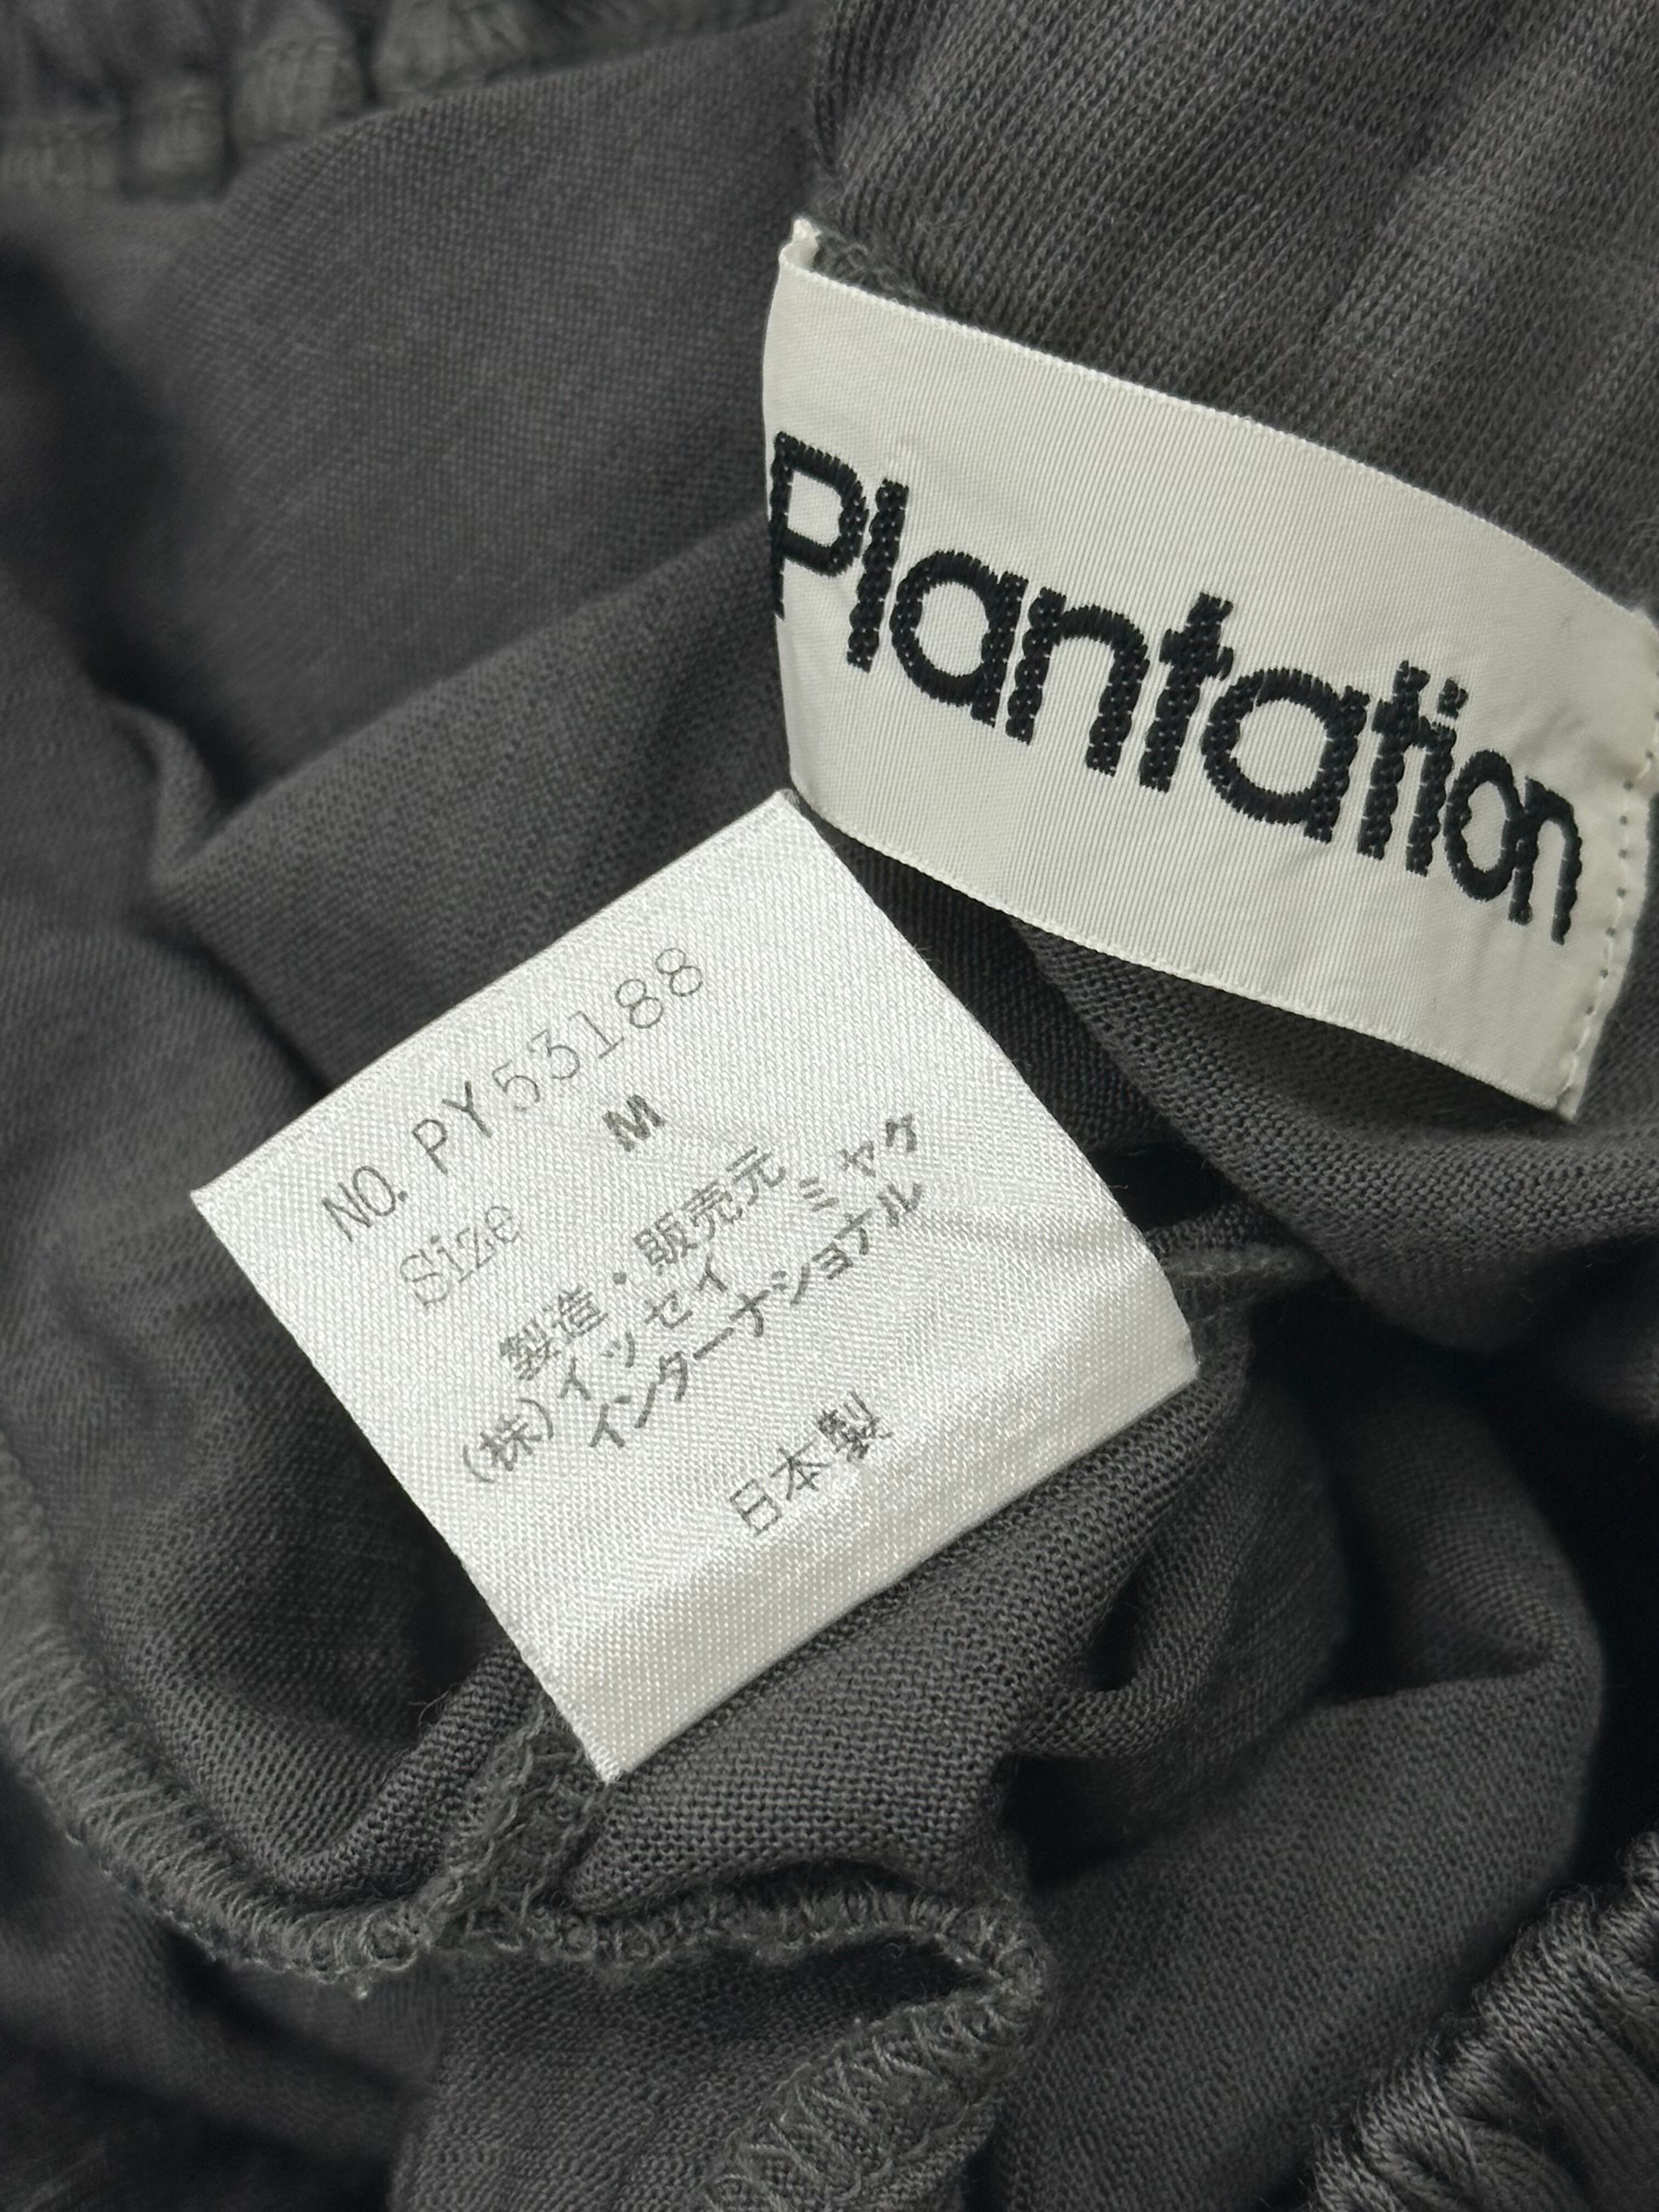 Plantation
NO. PY53188
Size M
製造・販売元
(株)イッセイ ミヤケ
インターナショナル
日本製